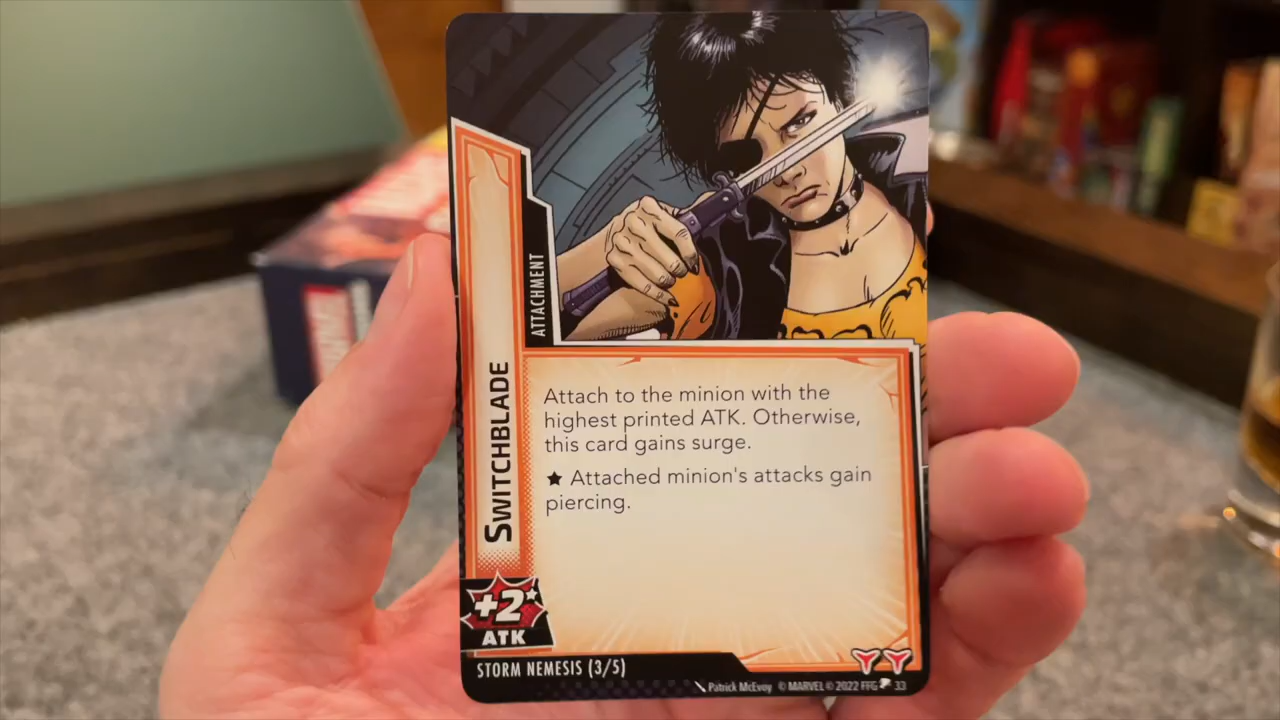 ATTACHMENT
SWITCHBLADE
Attach to the minion with the
highest printed ATK. Otherwise,
this card gains surge.
★ Attached minion's attacks gain
piercing.
+2★
ATK
STORM NEMESIS (3/5)
Patrick McEvoy © MARVEL © 2022 FFG 33